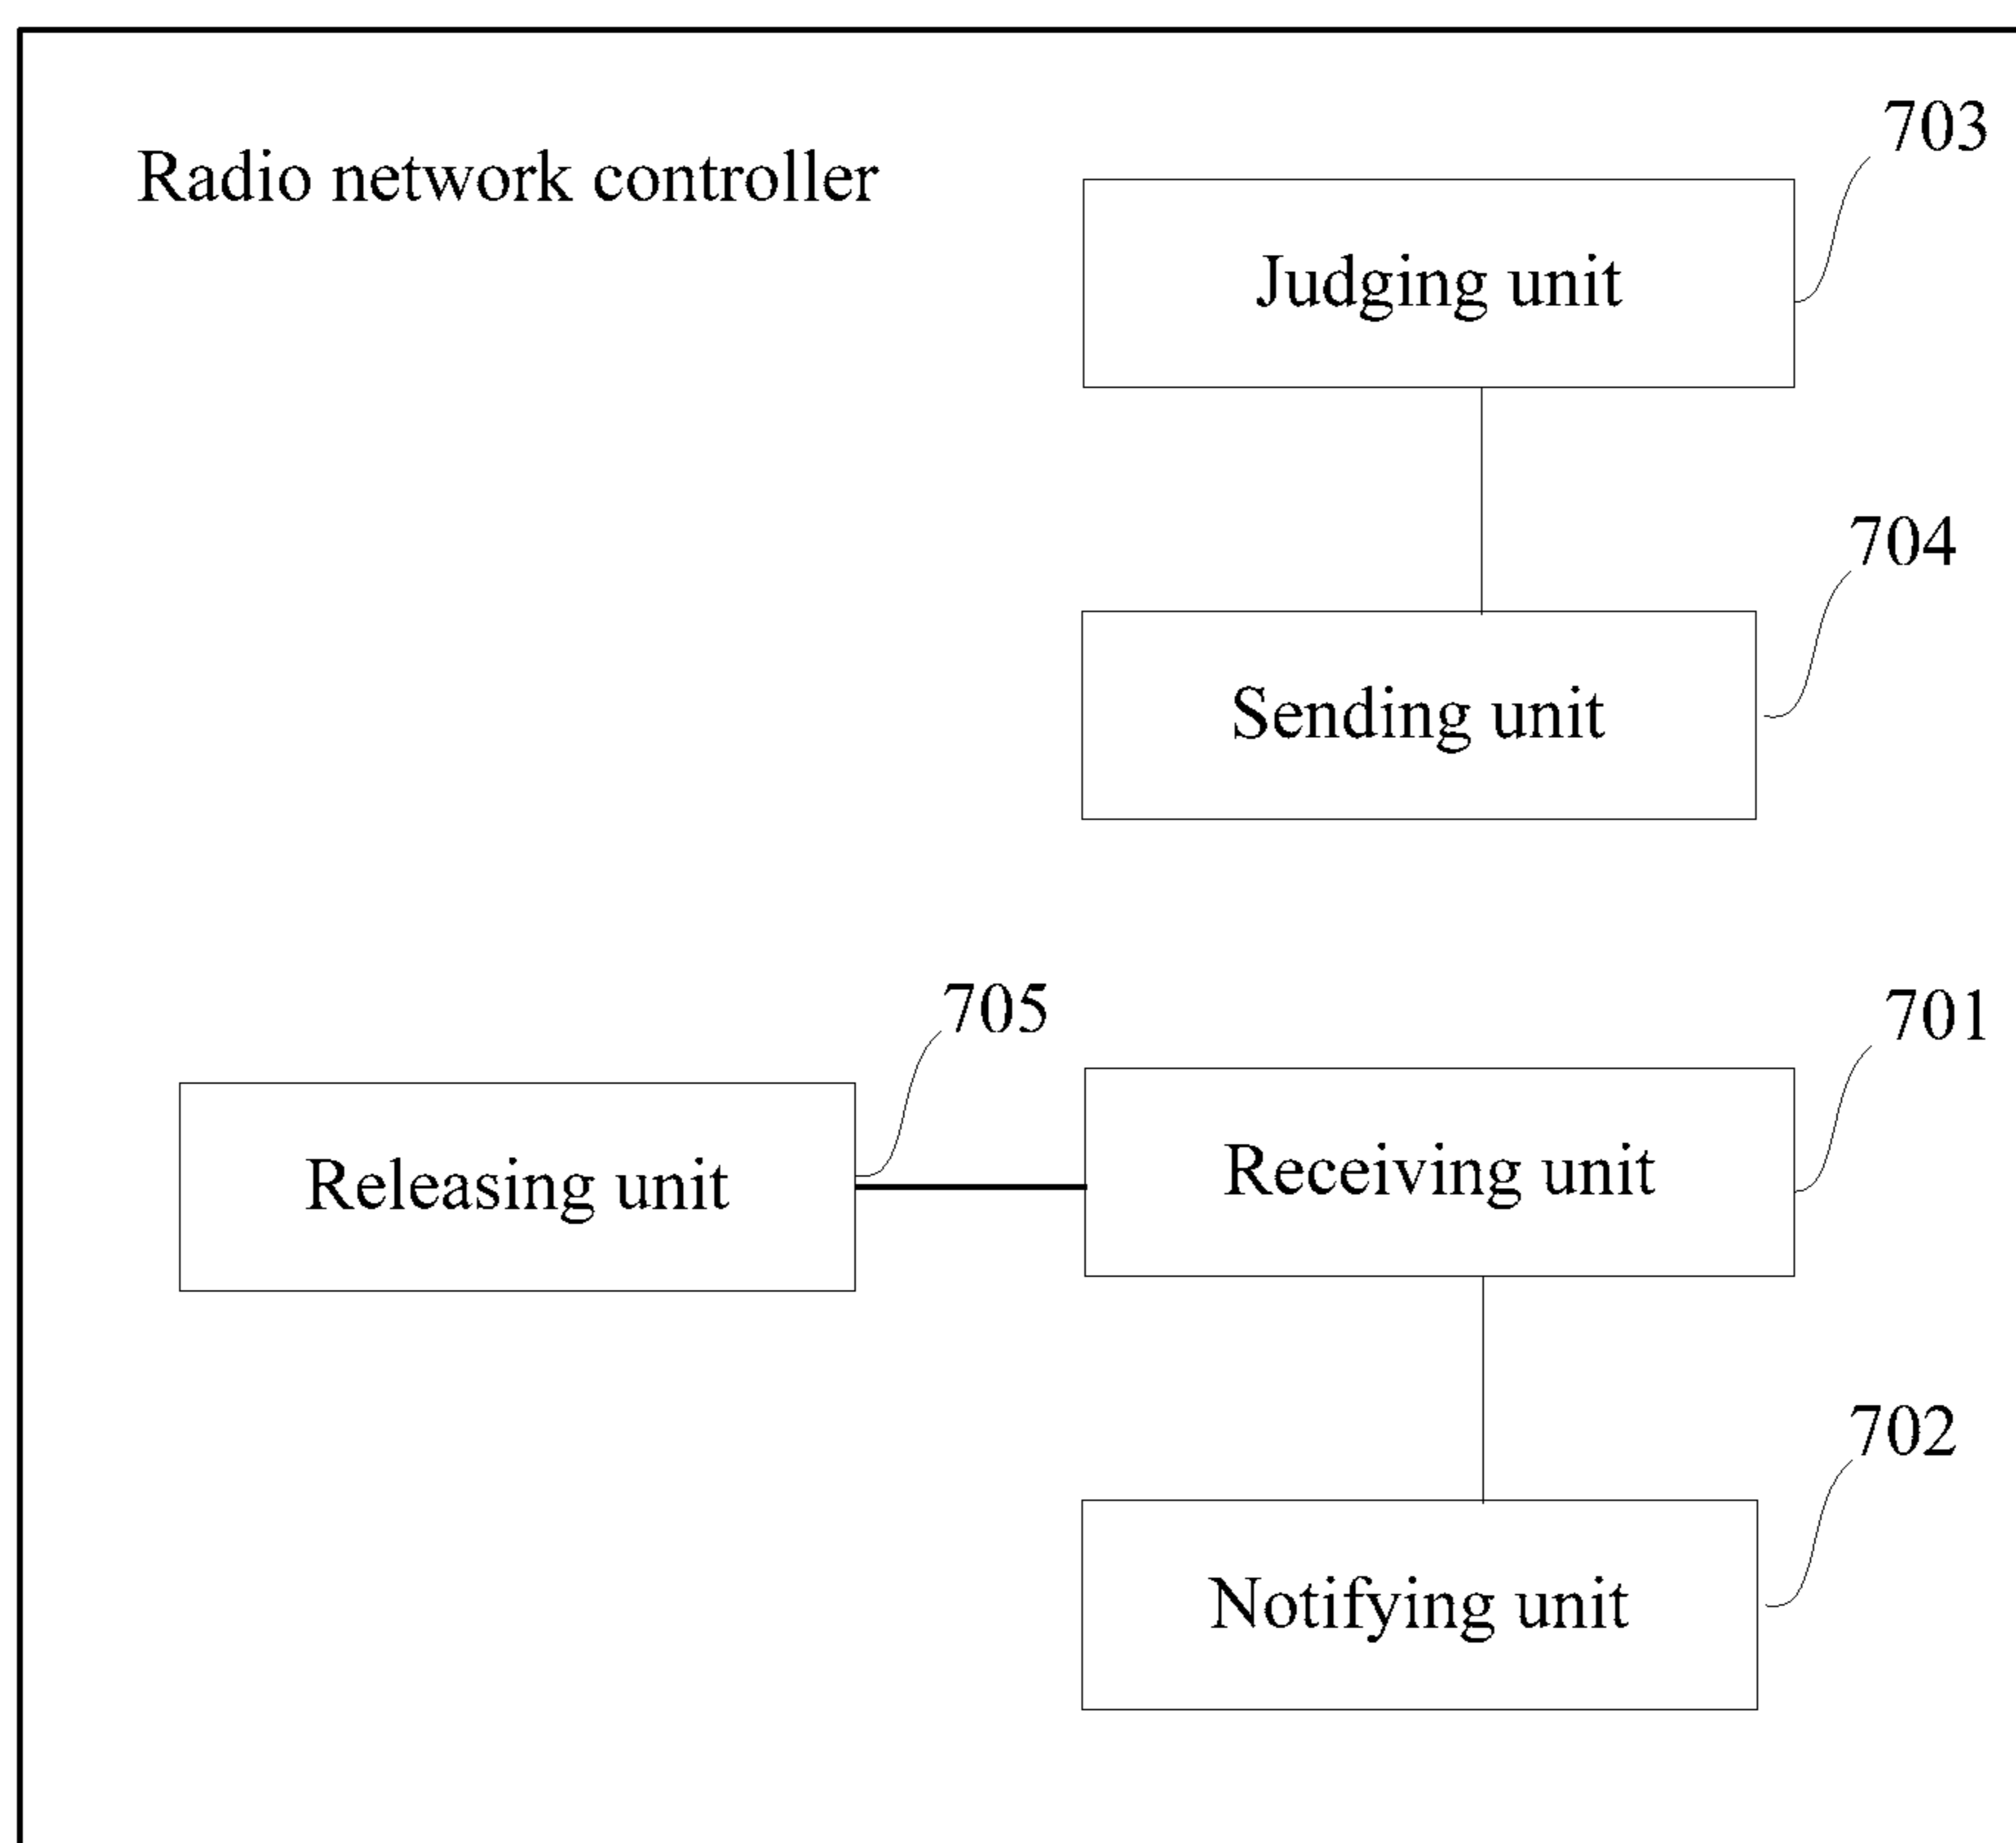 703
Radio network controller
Judging unit
704
Sending unit
705
701
Releasing unit
Receiving unit
702
Notifying unit